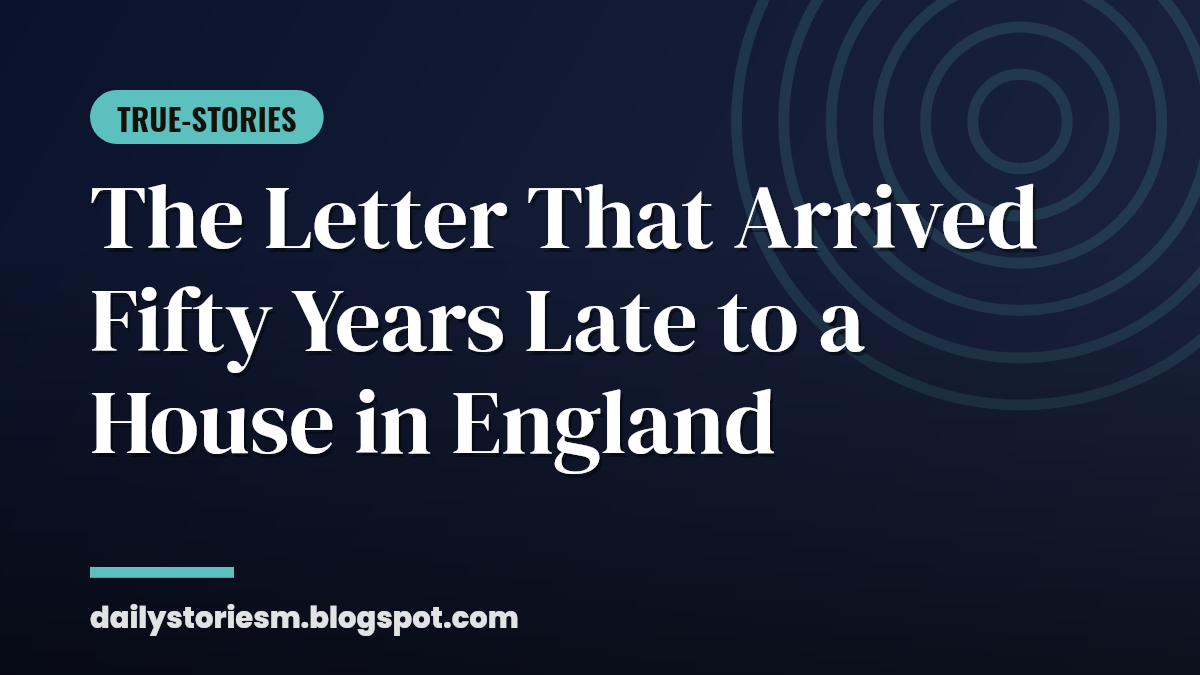 TRUE-STORIES
The Letter That Arrived
Fifty Years Late to a
House in England
dailystoriesm.blogspot.com